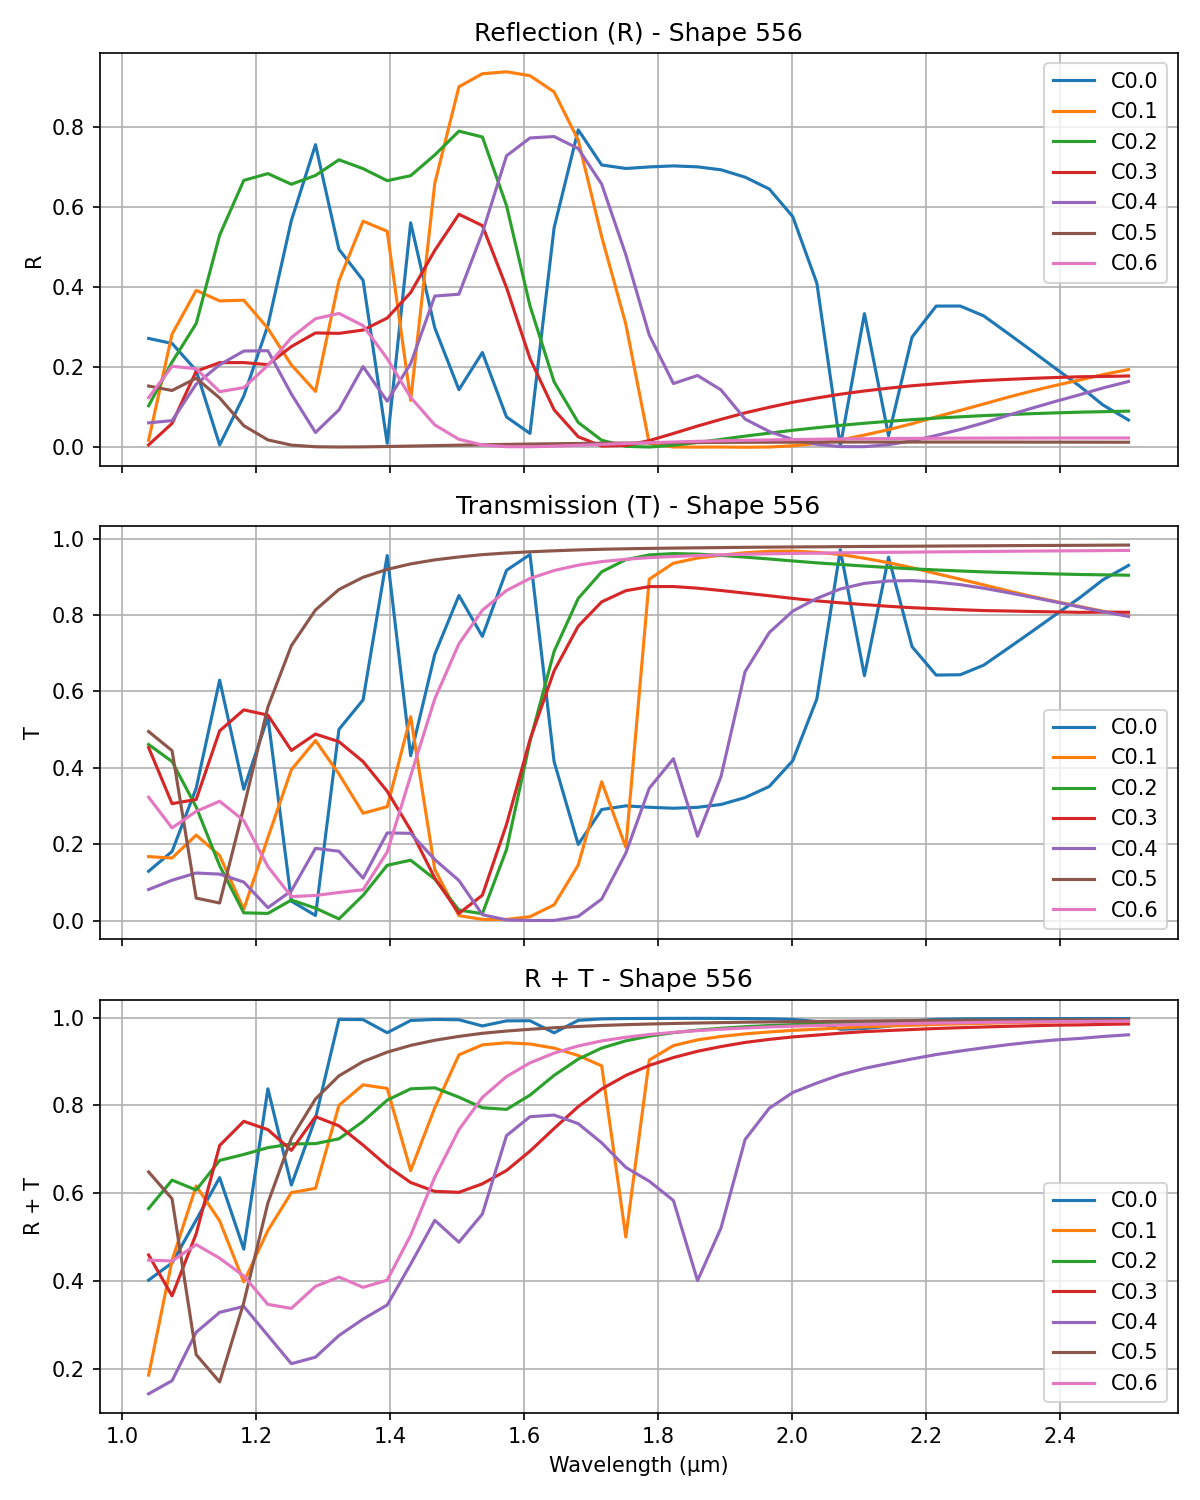 Reflection (R) - Shape 556
R
0.8
0.6
0.4
0.2
0.0
C0.0
C0.1
C0.2
C0.3
C0.4
C0.5
C0.6
Transmission (T) - Shape 556
T
1.0
0.8
0.6
0.4
0.2
0.0
C0.0
C0.1
C0.2
C0.3
C0.4
C0.5
C0.6
R + T - Shape 556
R + T
1.0
0.8
0.6
0.4
0.2
C0.0
C0.1
C0.2
C0.3
C0.4
C0.5
C0.6
1.0 1.2 1.4 1.6 1.8 2.0 2.2 2.4
Wavelength (μm)